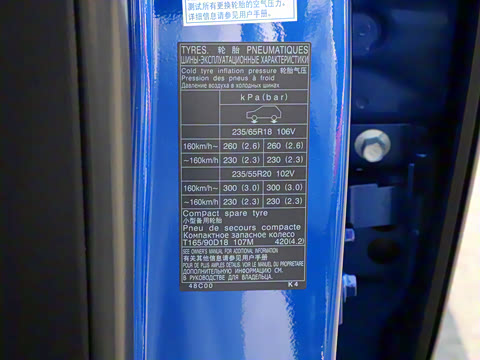 测试所有更换轮胎的空气压力。
详细信息请参见用户手册.
TYRES. 轮胎 PNEUMATIQUES
ШИНЫ-ЭКСПЛУАТАЦИОННЫЕ ХАРАКТЕРИСТИКИ
Cold tyre inflation pressure 轮胎气压
Pression des pneus à froid
Давление воздуха в холодных шинах
kPa(bar)
235/65R18 106V
160km/h~ 260 (2.6) 260 (2.6)
~160km/h 230 (2.3) 230 (2.3)
235/55R20 102V
160km/h~ 300 (3.0) 300 (3.0)
~160km/h 230 (2.3) 230 (2.3)
Compact spare tyre
小型备用轮胎
Pneu de secours compacte
Компактное запасное колесо
T165/90D18 107M 420(4.2)
SEE OWNER'S MANUAL FOR ADDITIONAL INFORMATION
有关其他信息请参见用户手册
POUR DE PLUS AMPLES DETAILS. VOIR LE MANUEL DU PROPRIETAIRE
ДОПОЛНИТЕЛЬНУЮ ИНФОРМАЦИЮ СМ.
В РУКОВОДСТВЕ ДЛЯ ВЛАДЕЛЬЦА.
48C00 K4